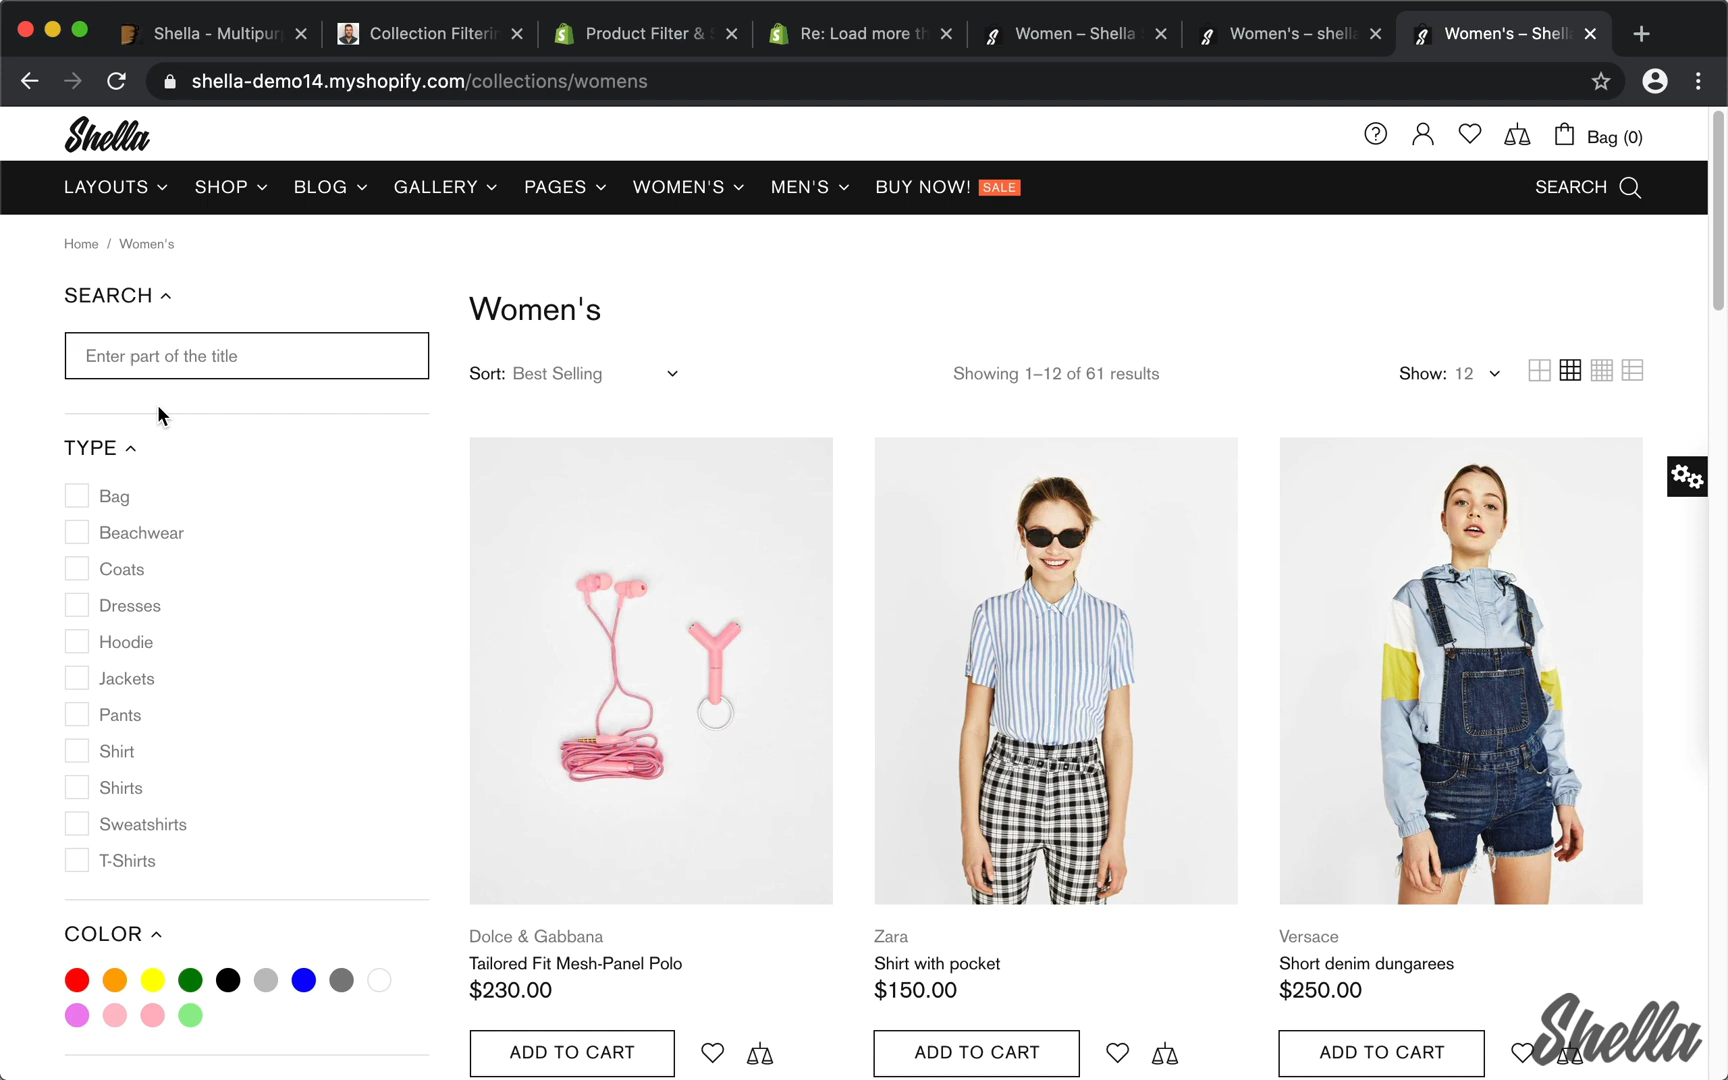 Shella - Multipur
Collection Filterin
Product Filter & S
Re: Load more th
Women – Shella
Women's – shella
Women's – Shell
shella-demo14.myshopify.com/collections/womens
Shella
Bag (0)
LAYOUTS SHOP BLOG GALLERY PAGES WOMEN'S MEN'S BUY NOW! SALE SEARCH
Home / Women's
SEARCH
Enter part of the title
Women's
Sort: Best Selling
Showing 1–12 of 61 results
Show: 12
TYPE
Bag
Beachwear
Coats
Dresses
Hoodie
Jackets
Pants
Shirt
Shirts
Sweatshirts
T-Shirts
COLOR
Dolce & Gabbana
Tailored Fit Mesh-Panel Polo
$230.00
ADD TO CART
Zara
Shirt with pocket
$150.00
ADD TO CART
Versace
Short denim dungarees
$250.00
ADD TO CART
Shella